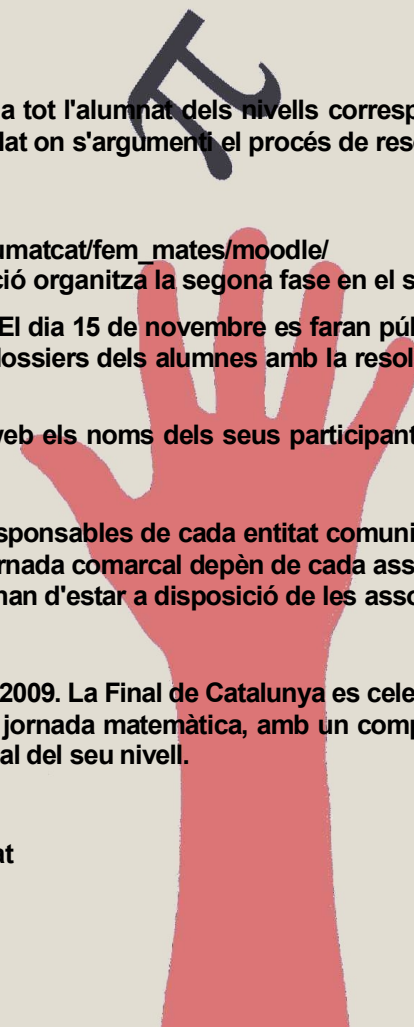 π
a tot l'alumnat dels nivells corresp
lat on s'argumenti el procés de res
umatcat/fem_mates/moodle/
ció organitza la segona fase en el s
El dia 15 de novembre es faran púl
dossiers dels alumnes amb la resol
web els noms dels seus participant
sponsables de cada entitat comuni
rnada comarcal depèn de cada ass
han d'estar a disposició de les asso
2009. La Final de Catalunya es cele
jornada matemàtica, amb un comp
al del seu nivell.
at